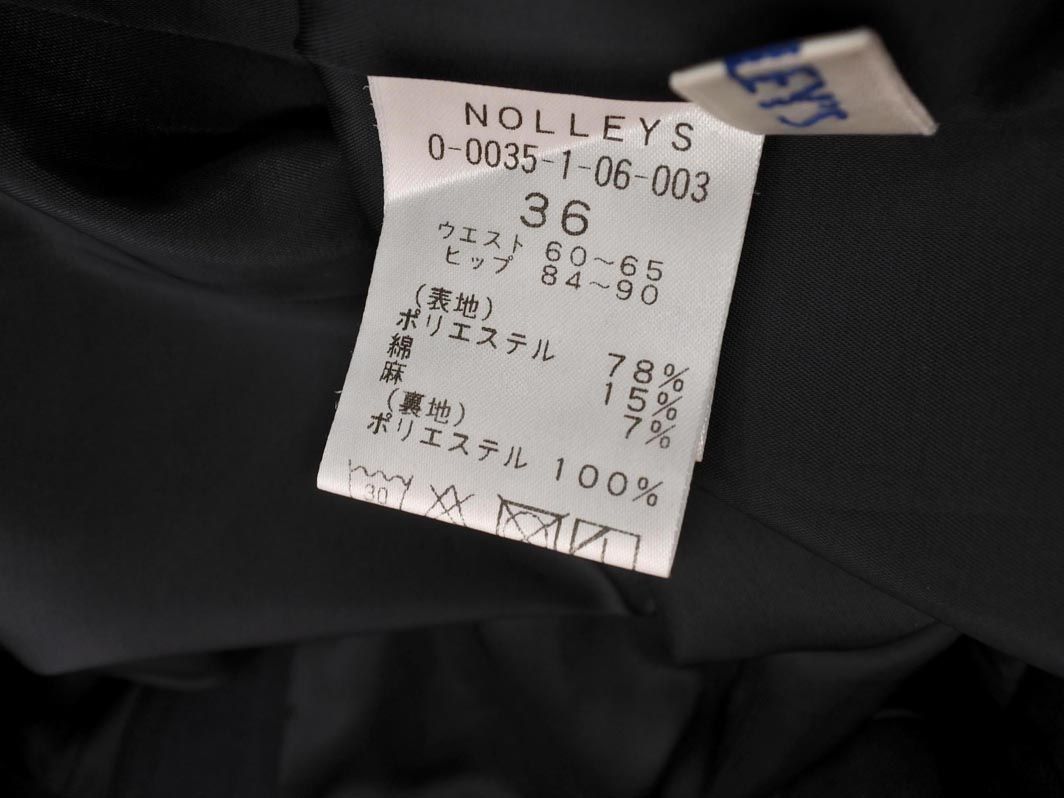 NOLLEYS
0-0035-1-06-003
36
ウエスト 60~65
ヒップ 84~90
(表地)
ポリエステル 78%
綿 15%
麻 7%
(裏地)
ポリエステル 100%
30
LEY'S